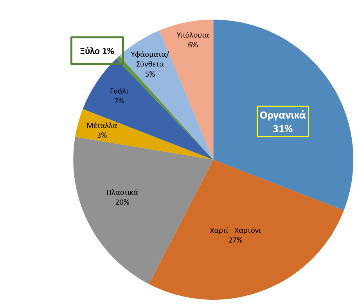 Υπόλοιπα
6%
Ξύλο 1%
Υφάσματα/
Σύνθετα
5%
Γυαλί
7%
Μέταλλα
3%
Οργανικά
31%
Πλαστικά
20%
Χαρτί Χαρτόνι
27%